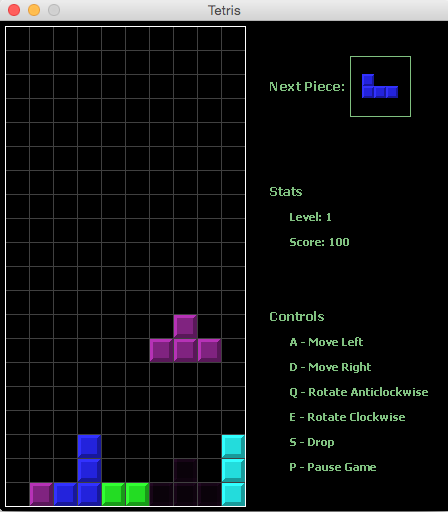 Tetris
Next Piece:
Stats
Level: 1
Score: 100
Controls
A - Move Left
D - Move Right
Q - Rotate Anticlockwise
E - Rotate Clockwise
S - Drop
P - Pause Game